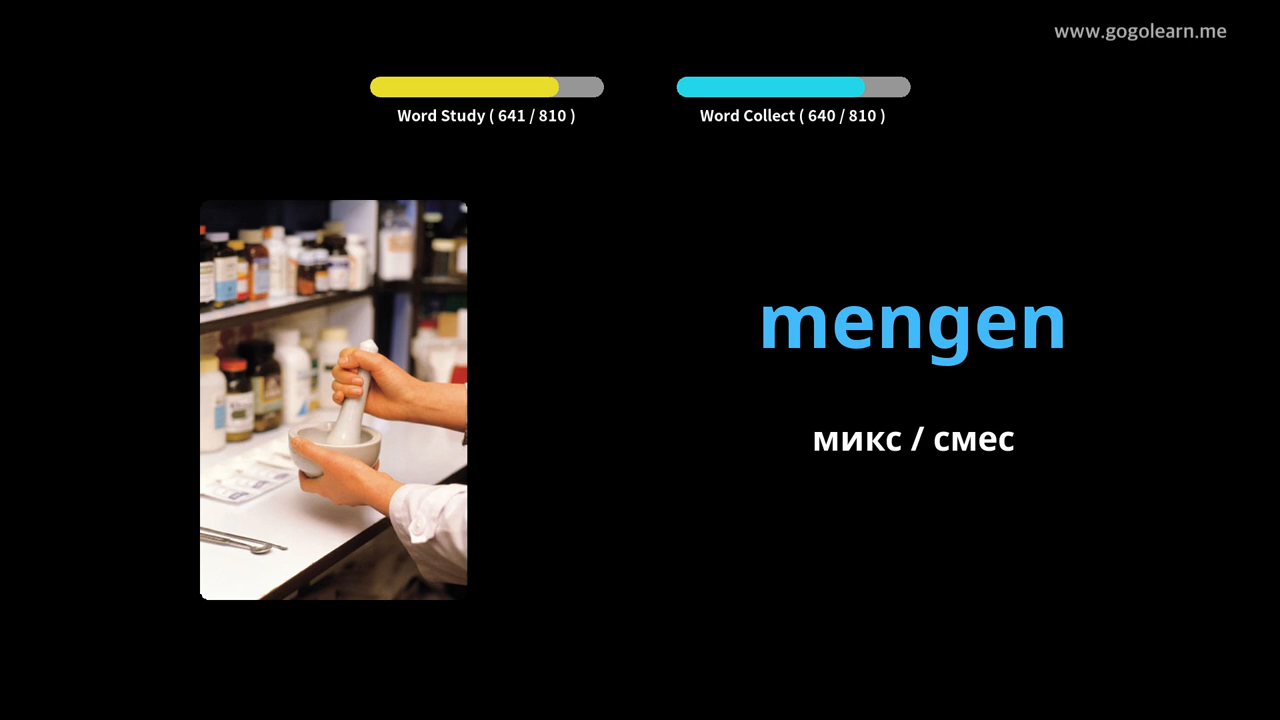 www.gogolearn.me
Word Study ( 641 / 810 )
Word Collect ( 640 / 810 )
mengen
микс / смес